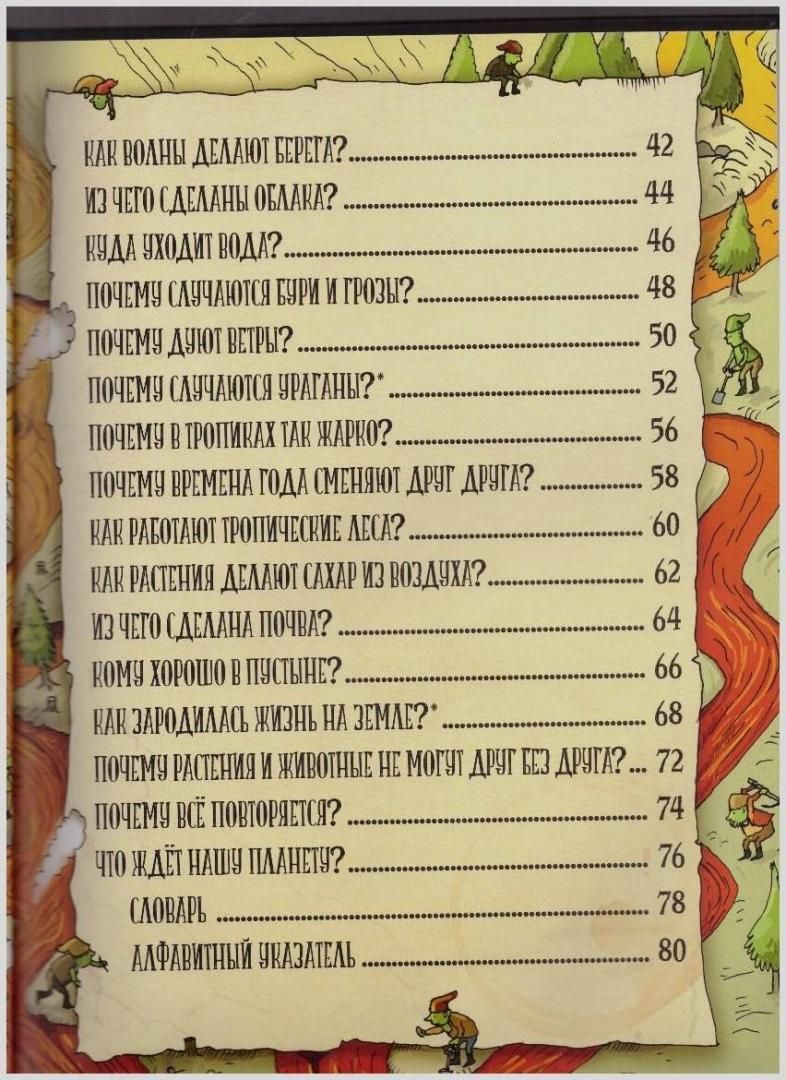 КАК ВОЛНЫ ДЕЛАЮТ БЕРЕГА? 42
ИЗ ЧЕГО СДЕЛАНЫ ОБЛАКА? 44
КУДА УХОДИТ ВОДА? 46
ПОЧЕМУ СЛУЧАЮТСЯ БУРИ И ГРОЗЫ? 48
ПОЧЕМУ ДУЮТ ВЕТРЫ? 50
ПОЧЕМУ СЛУЧАЮТСЯ УРАГАНЫ?* 52
ПОЧЕМУ В ТРОПИКАХ ТАК ЖАРКО? 56
ПОЧЕМУ ВРЕМЕНА ГОДА СМЕНЯЮТ ДРУГ ДРУГА? 58
КАК РАБОТАЮТ ТРОПИЧЕСКИЕ ЛЕСА? 60
КАК РАСТЕНИЯ ДЕЛАЮТ САХАР ИЗ ВОЗДУХА? 62
ИЗ ЧЕГО СДЕЛАНА ПОЧВА? 64
КОМУ ХОРОШО В ПУСТЫНЕ? 66
КАК ЗАРОДИЛАСЬ ЖИЗНЬ НА ЗЕМЛЕ?* 68
ПОЧЕМУ РАСТЕНИЯ И ЖИВОТНЫЕ НЕ МОГУТ ДРУГ БЕЗ ДРУГА? ... 72
ПОЧЕМУ ВСЁ ПОВТОРЯЕТСЯ? 74
ЧТО ЖДЁТ НАШУ ПЛАНЕТУ? 76
СЛОВАРЬ 78
АЛФАВИТНЫЙ УКАЗАТЕЛЬ 80